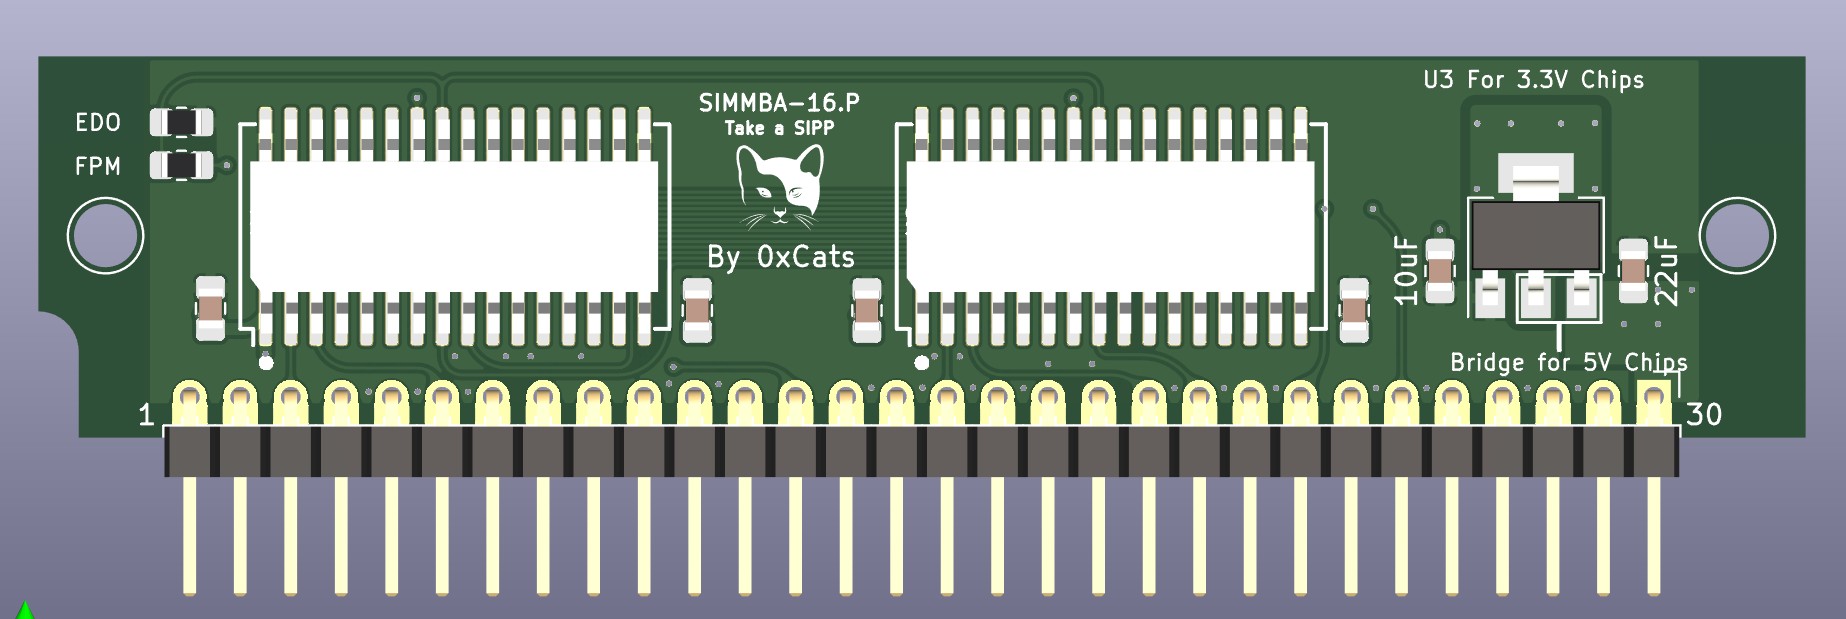 U3 For 3.3V Chips
SIMMBA-16.P
Take a SIPP
EDO
FPM
By 0xCats
10uF
22uF
Bridge for 5V Chips
1
30